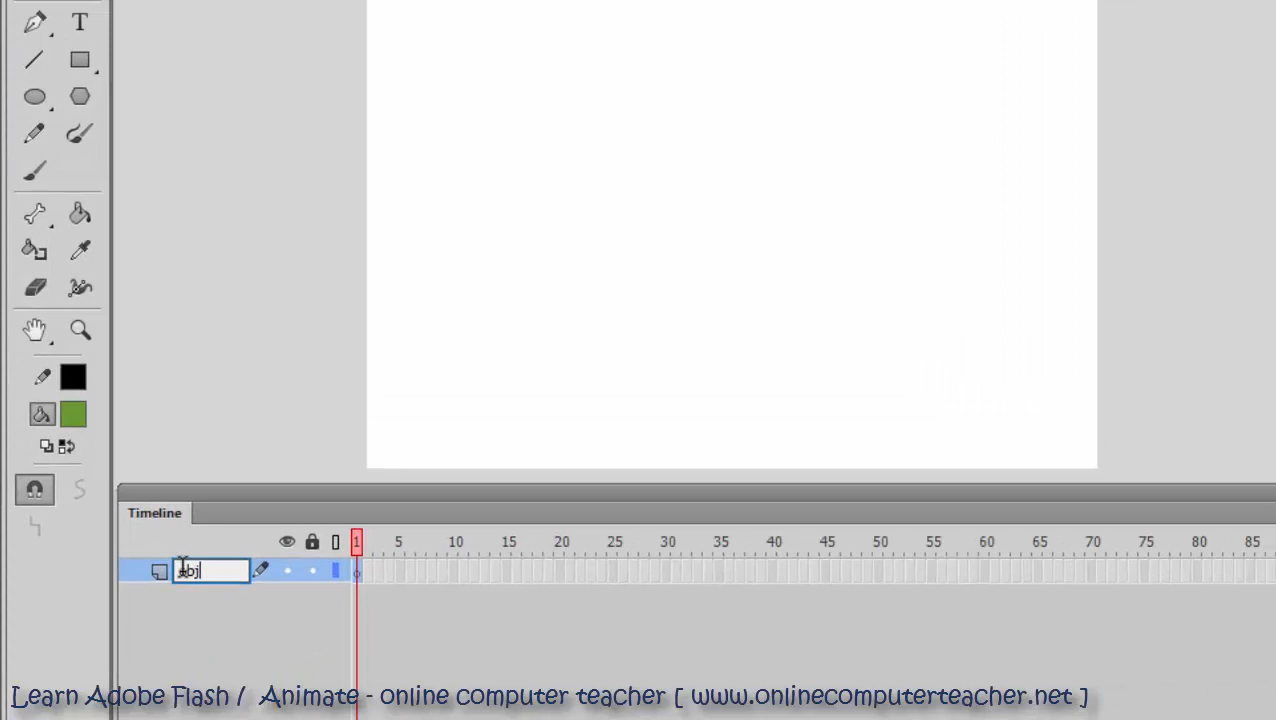 T
Timeline
1 5 10 15 20 25 30 35 40 45 50 55 60 65 70 75 80 85
Learn Adobe Flash / Animate - online computer teacher [ www.onlinecomputerteacher.net ]